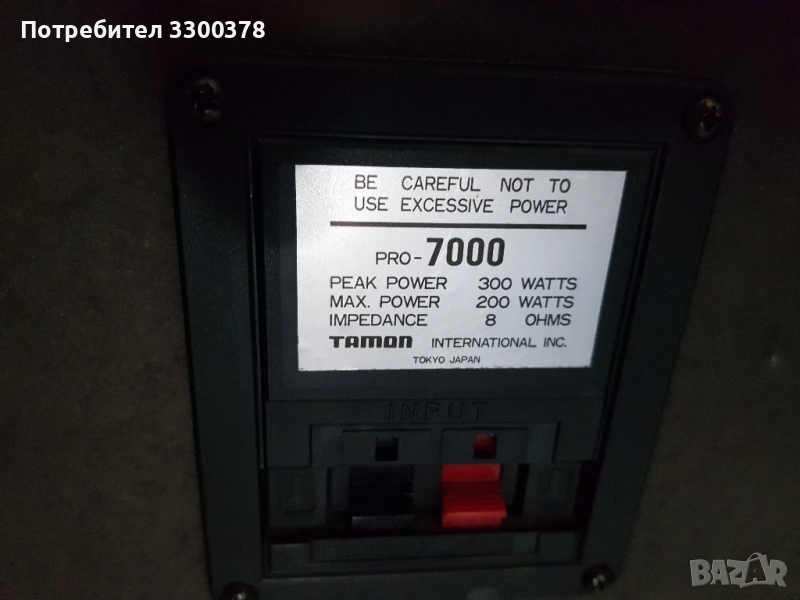 Потребител 3300378
BE CAREFUL NOT TO
USE EXCESSIVE POWER
PRO-7000
PEAK POWER 300 WATTS
MAX. POWER 200 WATTS
IMPEDANCE 8 OHMS
TAMON INTERNATIONAL INC.
TOKYO JAPAN
INPUT
BAZAR